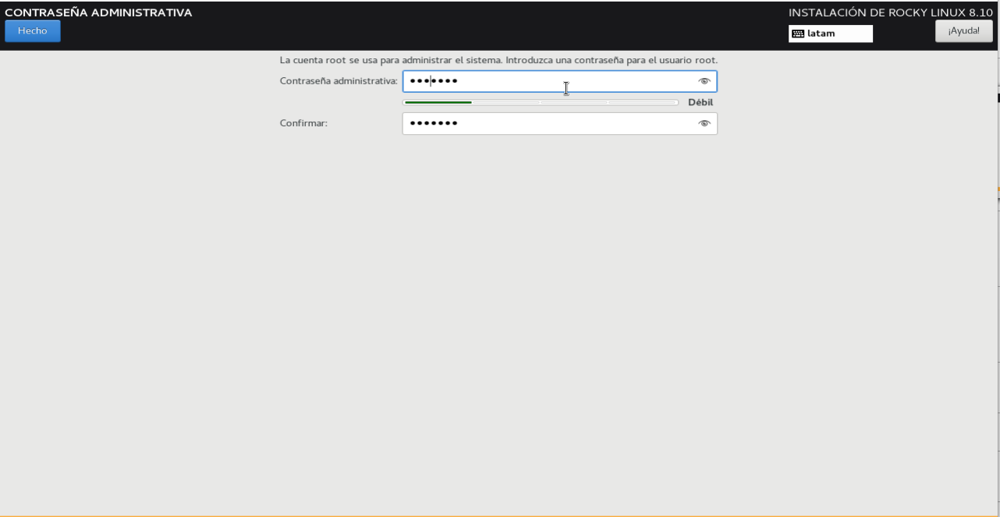 CONTRASEÑA ADMINISTRATIVA
INSTALACIÓN DE ROCKY LINUX 8.10
Hecho
latam
¡Ayuda!
La cuenta root se usa para administrar el sistema. Introduzca una contraseña para el usuario root.
Contraseña administrativa: •••••••
Débil
Confirmar: •••••••